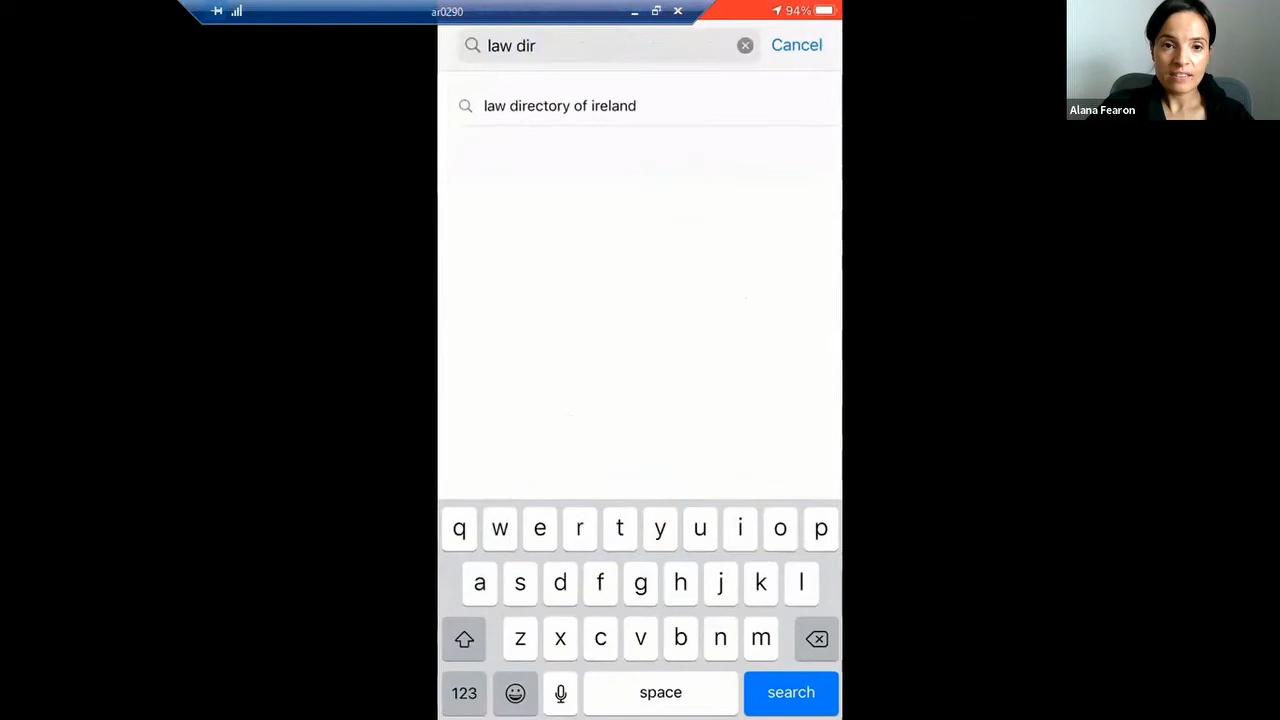 ar0290
94%
law dir
Cancel
Alana Fearon
law directory of ireland
q w e r t y u i o p
a s d f g h j k l
z x c v b n m
123 space search